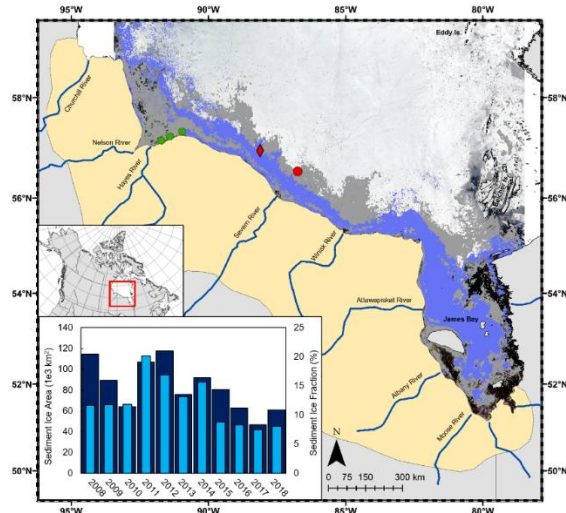 95°W 90°W 85°W 80°W
Eddy Is.
58°N 58°N
Churchill River
Nelson River
Hayes River
56°N 56°N
Severn River
Winisk River
54°N 54°N
Attawapiskat River
James Bay
52°N 52°N
Albany River
Moose River
50°N 50°N
N
0 75 150 300 km
95°W 90°W 85°W 80°W
Sediment Ice Area (1e3 km²)
140
120
100
80
60
40
20
0
Sediment Ice Fraction (%)
25
20
15
10
5
0
2008 2009 2010 2011 2012 2013 2014 2015 2016 2017 2018